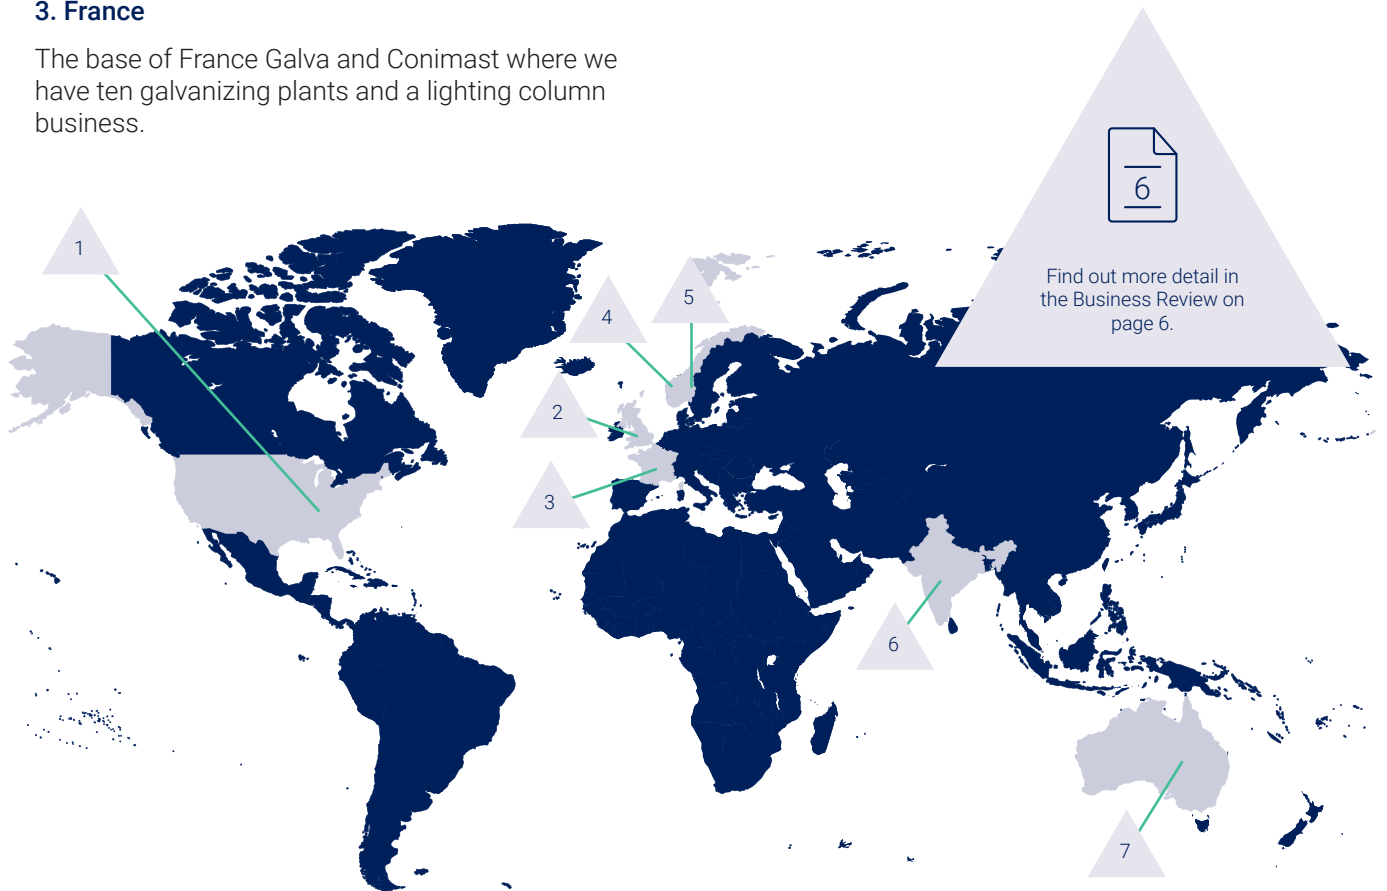 3. France
The base of France Galva and Conimast where we
have ten galvanizing plants and a lighting column
business.
6
Find out more detail in
the Business Review on
page 6.
1
5
4
2
3
6
7